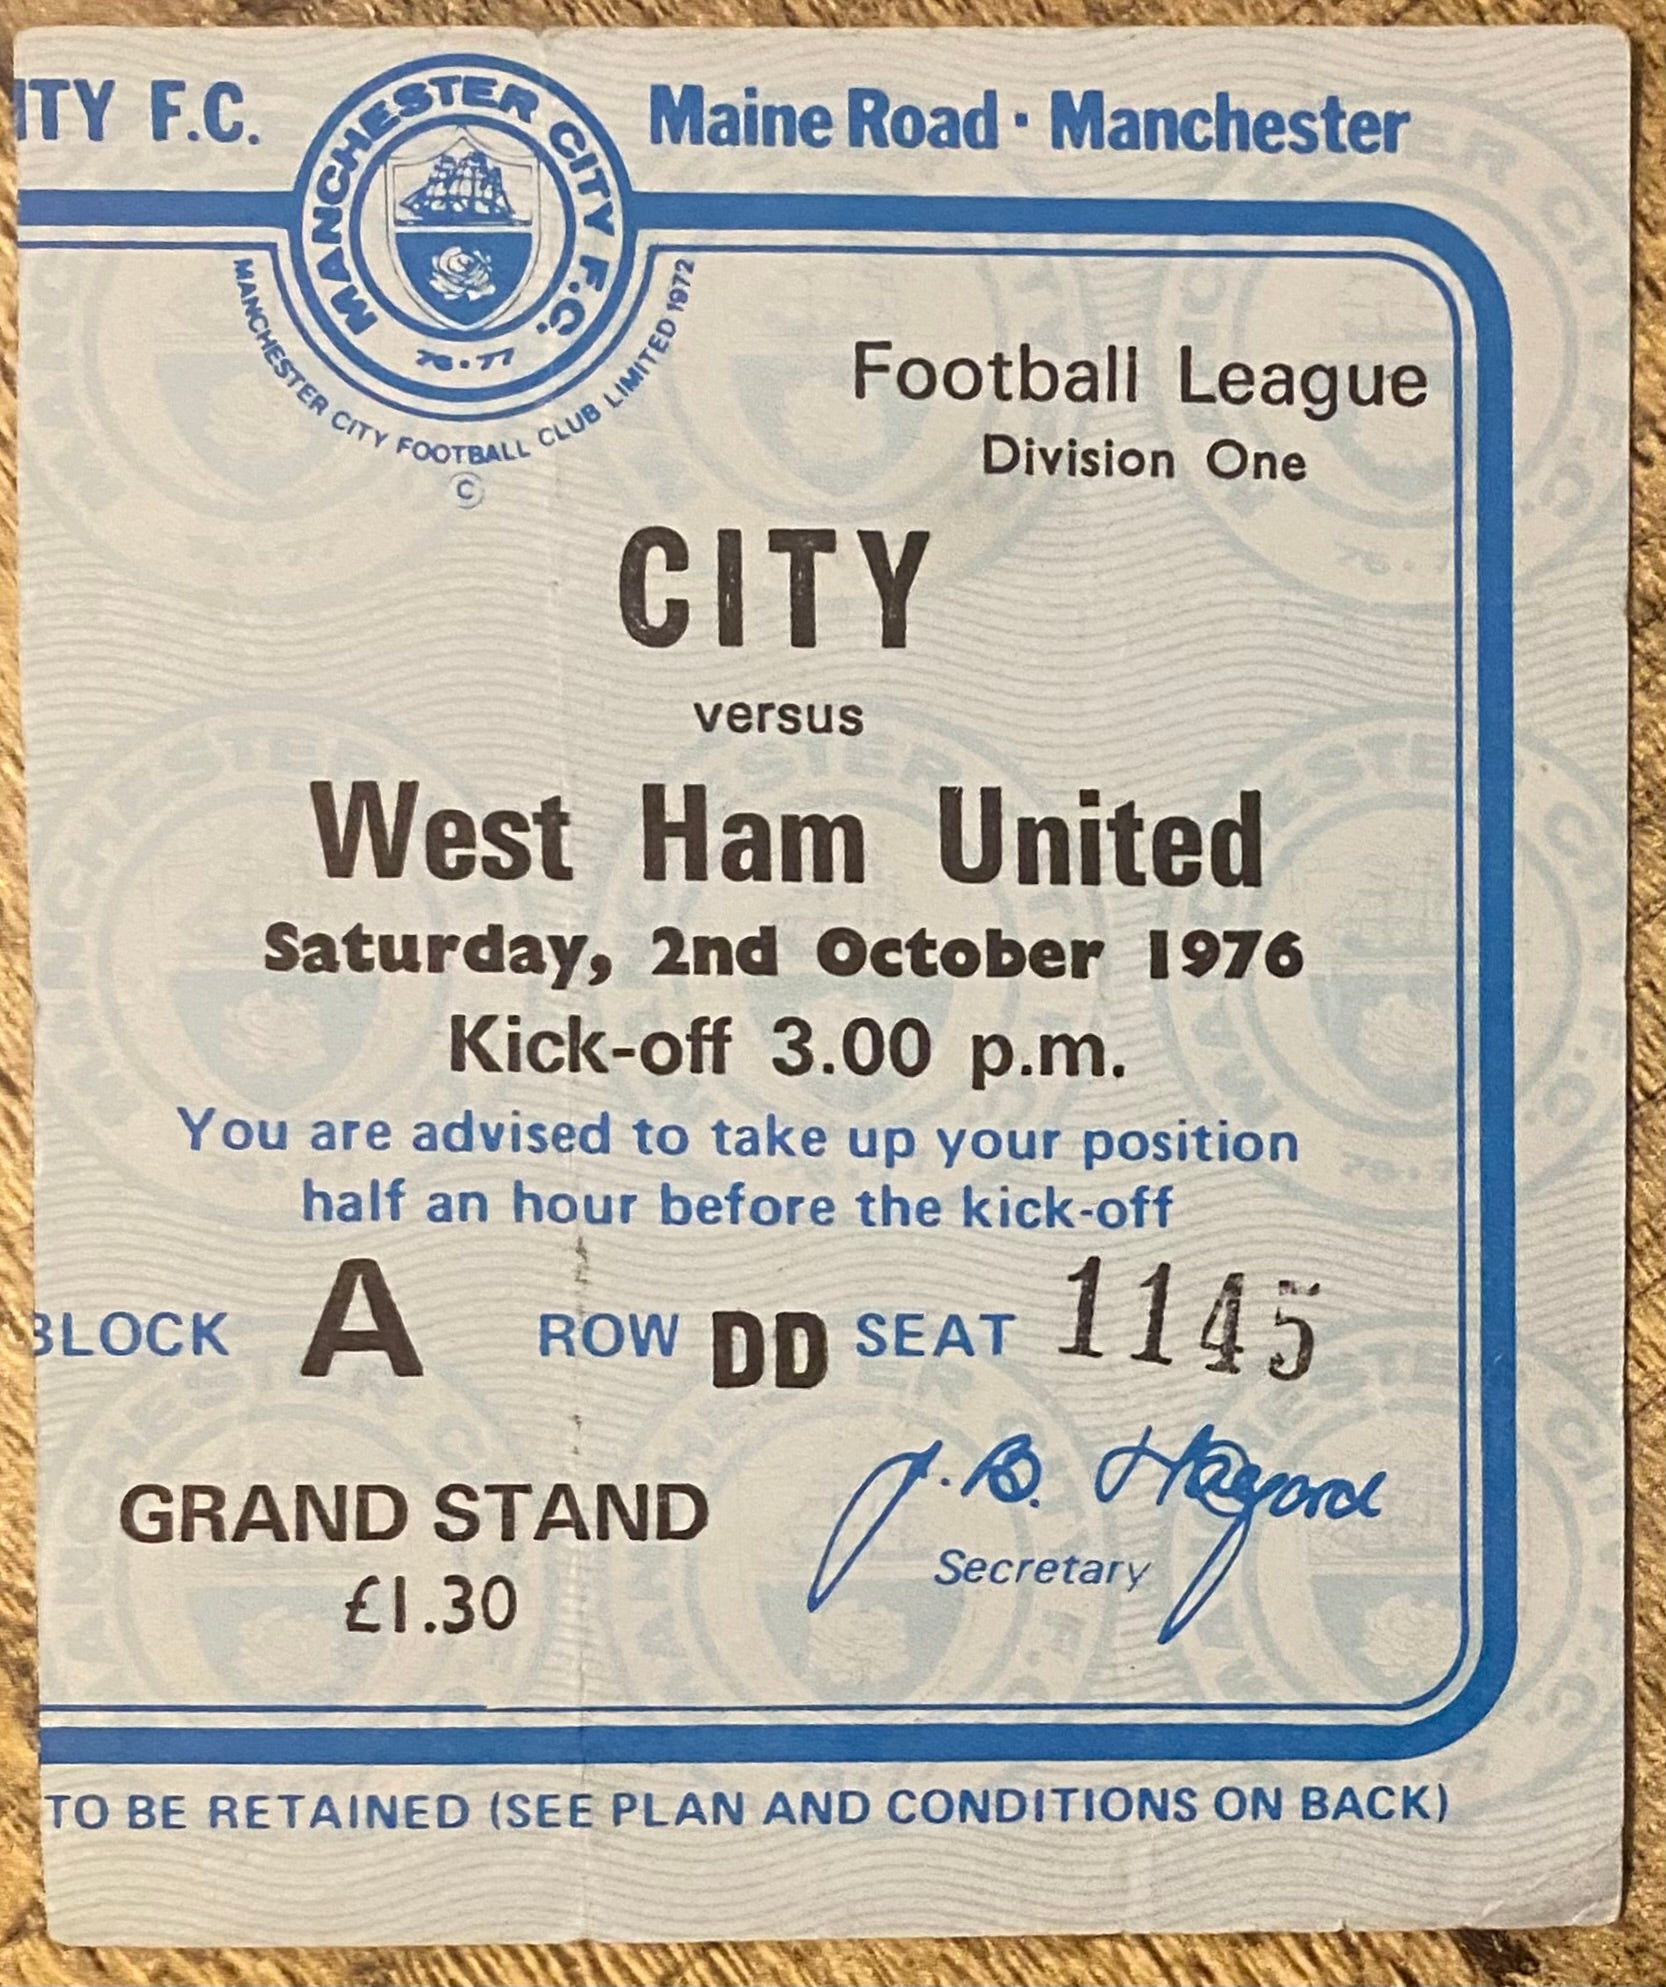 ITY F.C.
Maine Road · Manchester
MANCHESTER CITY F.C.
76·77
MANCHESTER CITY FOOTBALL CLUB LIMITED 1972
©
Football League
Division One
CITY
versus
West Ham United
Saturday, 2nd October 1976
Kick-off 3.00 p.m.
You are advised to take up your position
half an hour before the kick-off
BLOCK A ROW DD SEAT 1145
GRAND STAND
£1.30
J. B. Halford
Secretary
TO BE RETAINED (SEE PLAN AND CONDITIONS ON BACK)